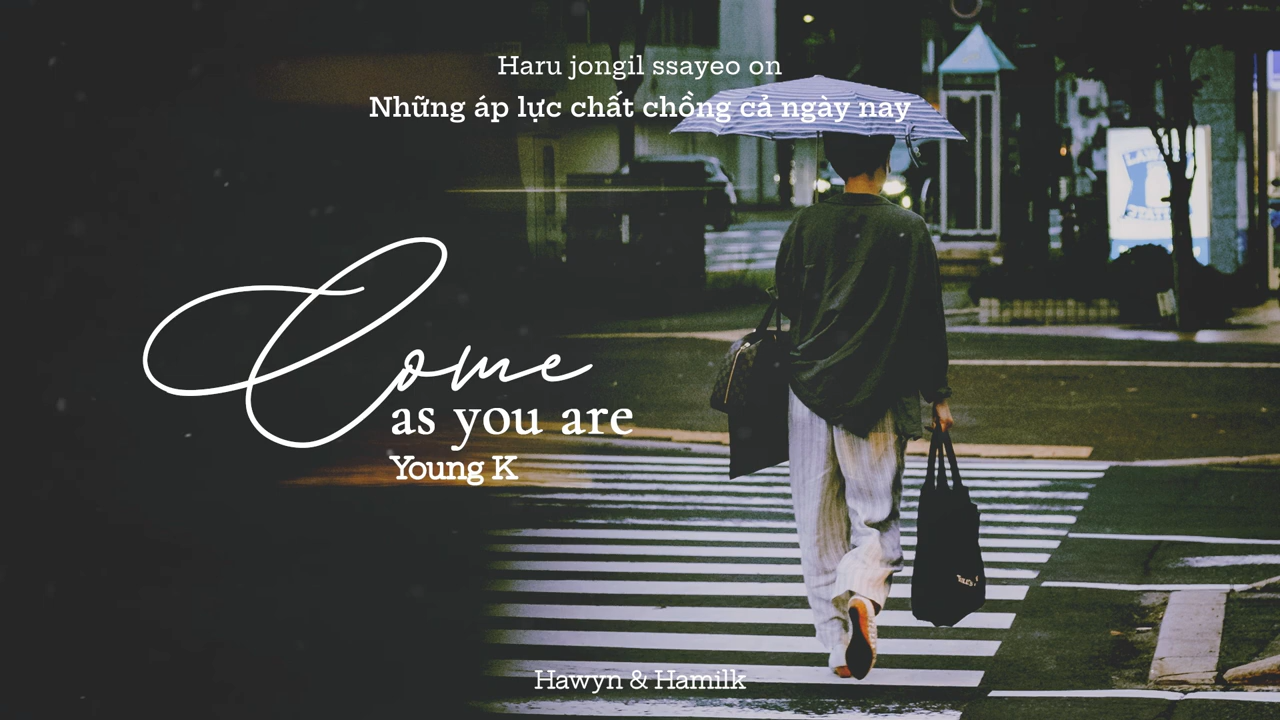 Haru jongil ssayeo on
Những áp lực chất chồng cả ngày nay
Come
as you are
Young K
Hawyn & Hamilk